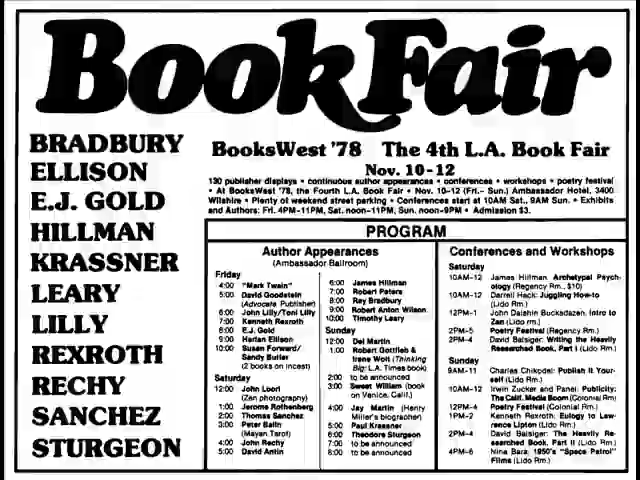 Book Fair
BRADBURY
ELLISON
E.J. GOLD
HILLMAN
KRASSNER
LEARY
LILLY
REXROTH
RECHY
SANCHEZ
STURGEON
BooksWest '78 The 4th L.A. Book Fair
Nov. 10-12
130 publisher displays • continuous author appearances • conferences • workshops • poetry festival
• At BooksWest '78, the Fourth L.A. Book Fair • Nov. 10-12 (Fri.- Sun.) Ambassador Hotel, 3400
Wilshire • Plenty of weekend street parking • Conferences start at 10AM Sat., 9AM Sun. • Exhibits
and Authors: Fri. 4PM-11PM, Sat. noon-11PM, Sun. noon-9PM • Admission $3.
PROGRAM
Author Appearances
(Ambassador Ballroom)
Friday
4:00 "Mark Twain"
5:00 David Goodstein
(Advocate Publisher)
6:00 John Lilly/Toni Lilly
7:00 Kenneth Rexroth
8:00 E.J. Gold
9:00 Harlan Ellison
10:00 Susan Forward/
Sandy Butler
(2 books on incest)
Saturday
12:00 John Loori
(Zen photography)
1:00 Jerome Rothenberg
2:00 Thomas Sanchez
3:00 Peter Balin
(Mayan Tarot)
4:00 John Rechy
5:00 David Antin
6:00 James Hillman
7:00 Robert Peters
8:00 Ray Bradbury
9:00 Robert Anton Wilson
10:00 Timothy Leary
Sunday
12:00 Del Martin
1:00 Robert Gottlieb &
Irene Wolt (Thinking
Big: L.A. Times book)
2:00 to be announced
3:00 Sweet William (book
on Venice, Calif.)
4:00 Jay Martin (Henry
Miller's biographer)
5:00 Paul Krassner
6:00 Theodore Sturgeon
7:00 to be announced
8:00 to be announced
Conferences and Workshops
Saturday
10AM-12 James Hillman: Archetypal Psych-
ology (Regency Rm., $10)
10AM-12 Darrell Hack: Juggling How-to
(Lido Rm.)
12PM-1 John Daishin Buckadazen, Intro to
Zen (Lido Rm.)
2PM-5 Poetry Festival (Regency Rm.)
2PM-4 David Balsiger: Writing the Heavily
Researched Book, Part I (Lido Rm.)
Sunday
9AM-11 Charles Chikodel: Publish It Your-
self (Lido Rm.)
10AM-12 Irwin Zucker and Panel: Publicity:
The Calif. Media Boom (Colonial Rm)
12PM-4 Poetry Festival (Colonial Rm.)
1PM-2 Kenneth Rexroth: Eulogy to Law-
rence Lipton (Lido Rm.)
2PM-4 David Balsiger: The Heavily Re-
searched Book, Part II (Lido Rm.)
4PM-6 Nina Bara: 1950's "Space Patrol"
Films (Lido Rm.)